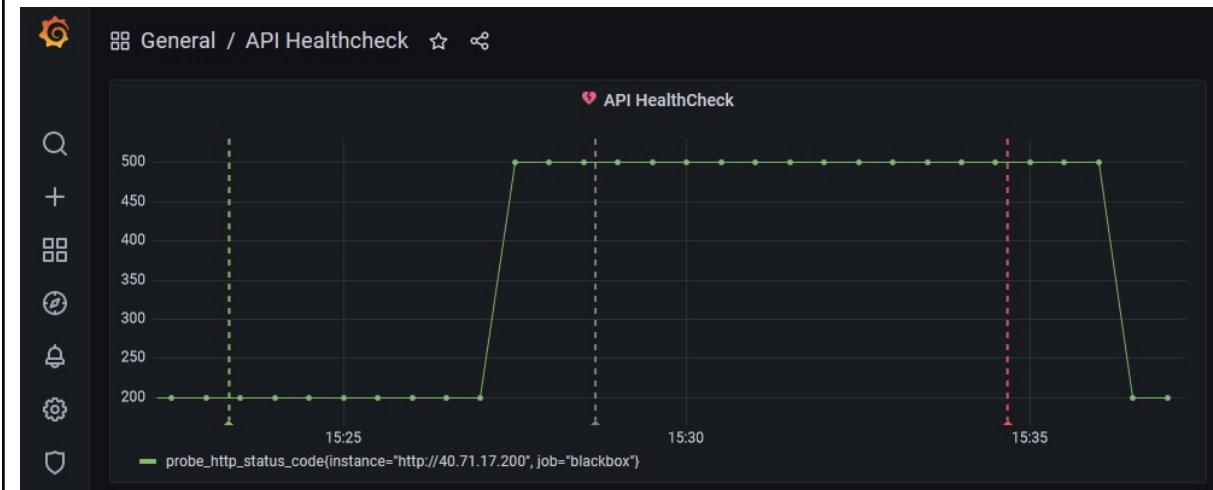 General / API Healthcheck
API HealthCheck
500
450
400
350
300
250
200
15:25 15:30 15:35
probe_http_status_code{instance="http://40.71.17.200", job="blackbox"}